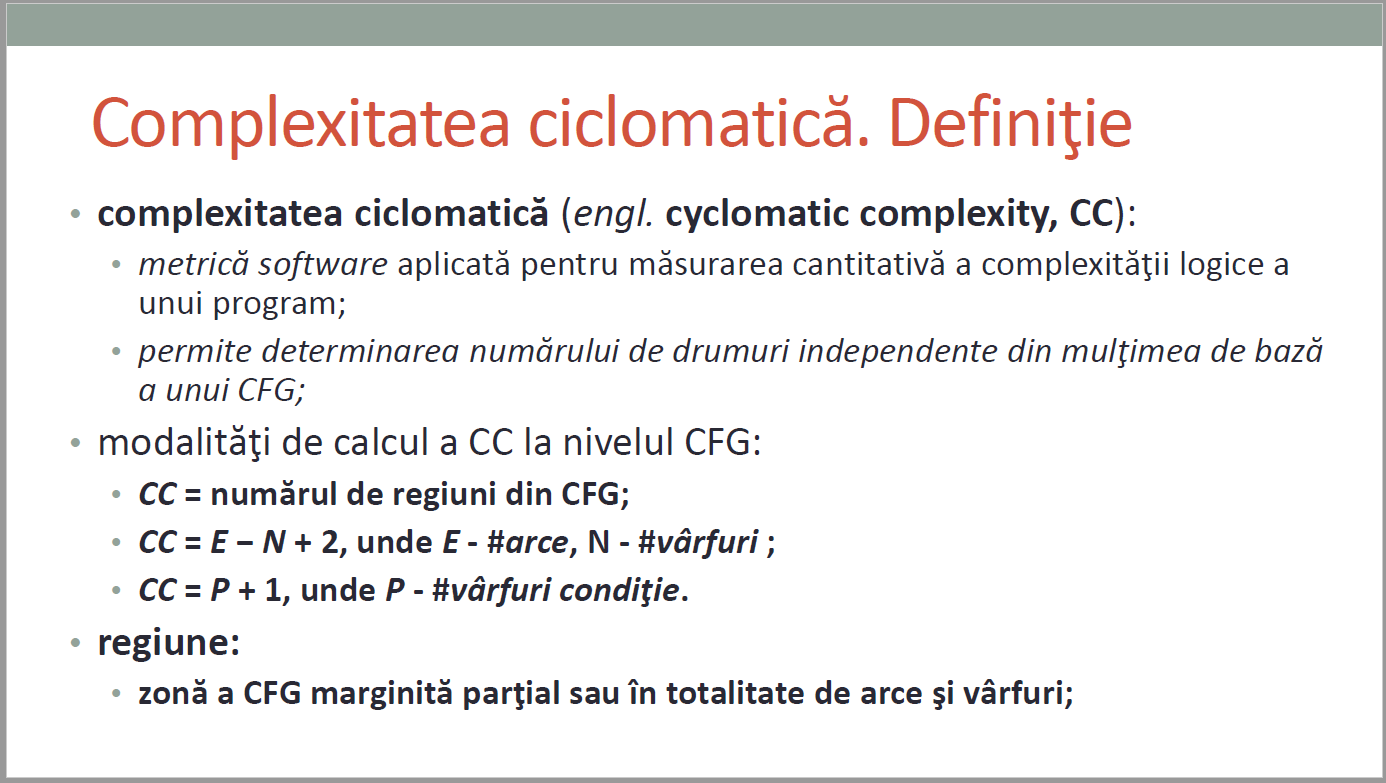 Complexitatea ciclomatică. Definiţie
• complexitatea ciclomatică (engl. cyclomatic complexity, CC):
• metrică software aplicată pentru măsurarea cantitativă a complexităţii logice a
unui program;
• permite determinarea numărului de drumuri independente din mulţimea de bază
a unui CFG;
• modalităţi de calcul a CC la nivelul CFG:
• CC = numărul de regiuni din CFG;
• CC = E – N + 2, unde E - #arce, N - #vârfuri ;
• CC = P + 1, unde P - #vârfuri condiţie.
• regiune:
• zonă a CFG marginită parţial sau în totalitate de arce şi vârfuri;